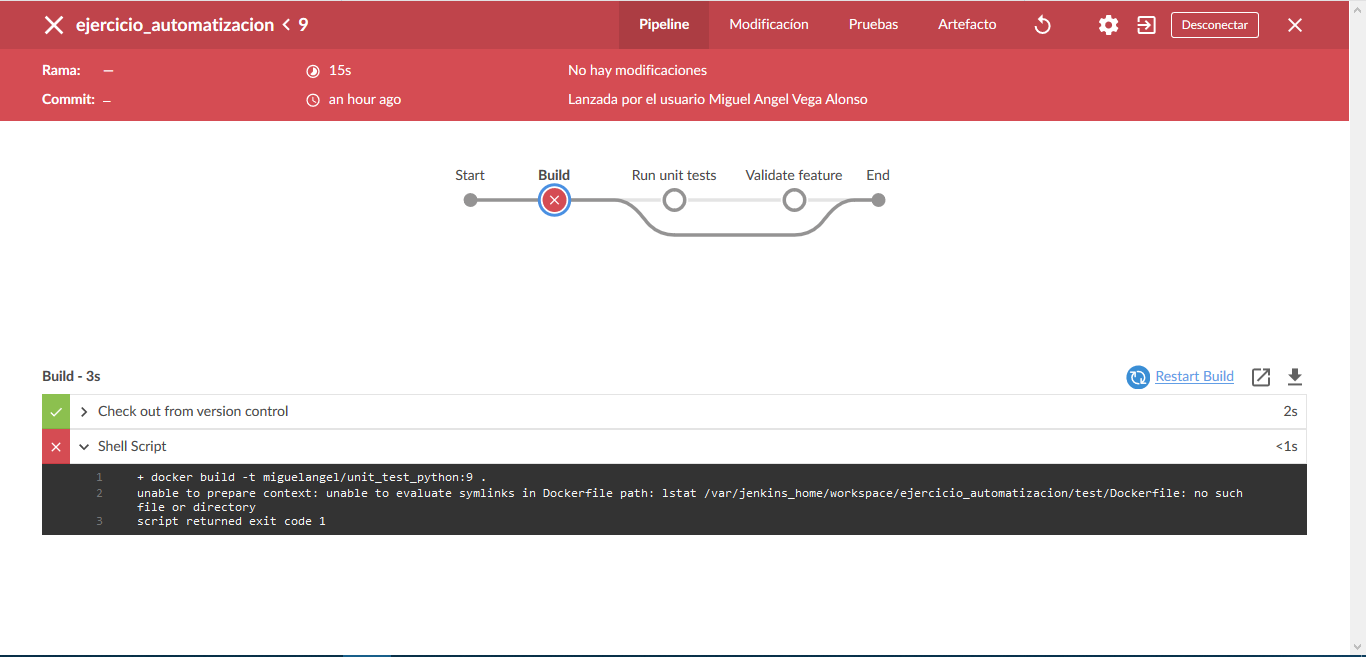 ejercicio_automatizacion < 9
Pipeline
Modificacíon
Pruebas
Artefacto
Desconectar
Rama: —
15s
No hay modificaciones
Commit: –
an hour ago
Lanzada por el usuario Miguel Angel Vega Alonso
Start
Build
Run unit tests
Validate feature
End
Build - 3s
Restart Build
Check out from version control
2s
Shell Script
<1s
1 + docker build -t miguelangel/unit_test_python:9 .
2 unable to prepare context: unable to evaluate symlinks in Dockerfile path: lstat /var/jenkins_home/workspace/ejercicio_automatizacion/test/Dockerfile: no such
file or directory
3 script returned exit code 1